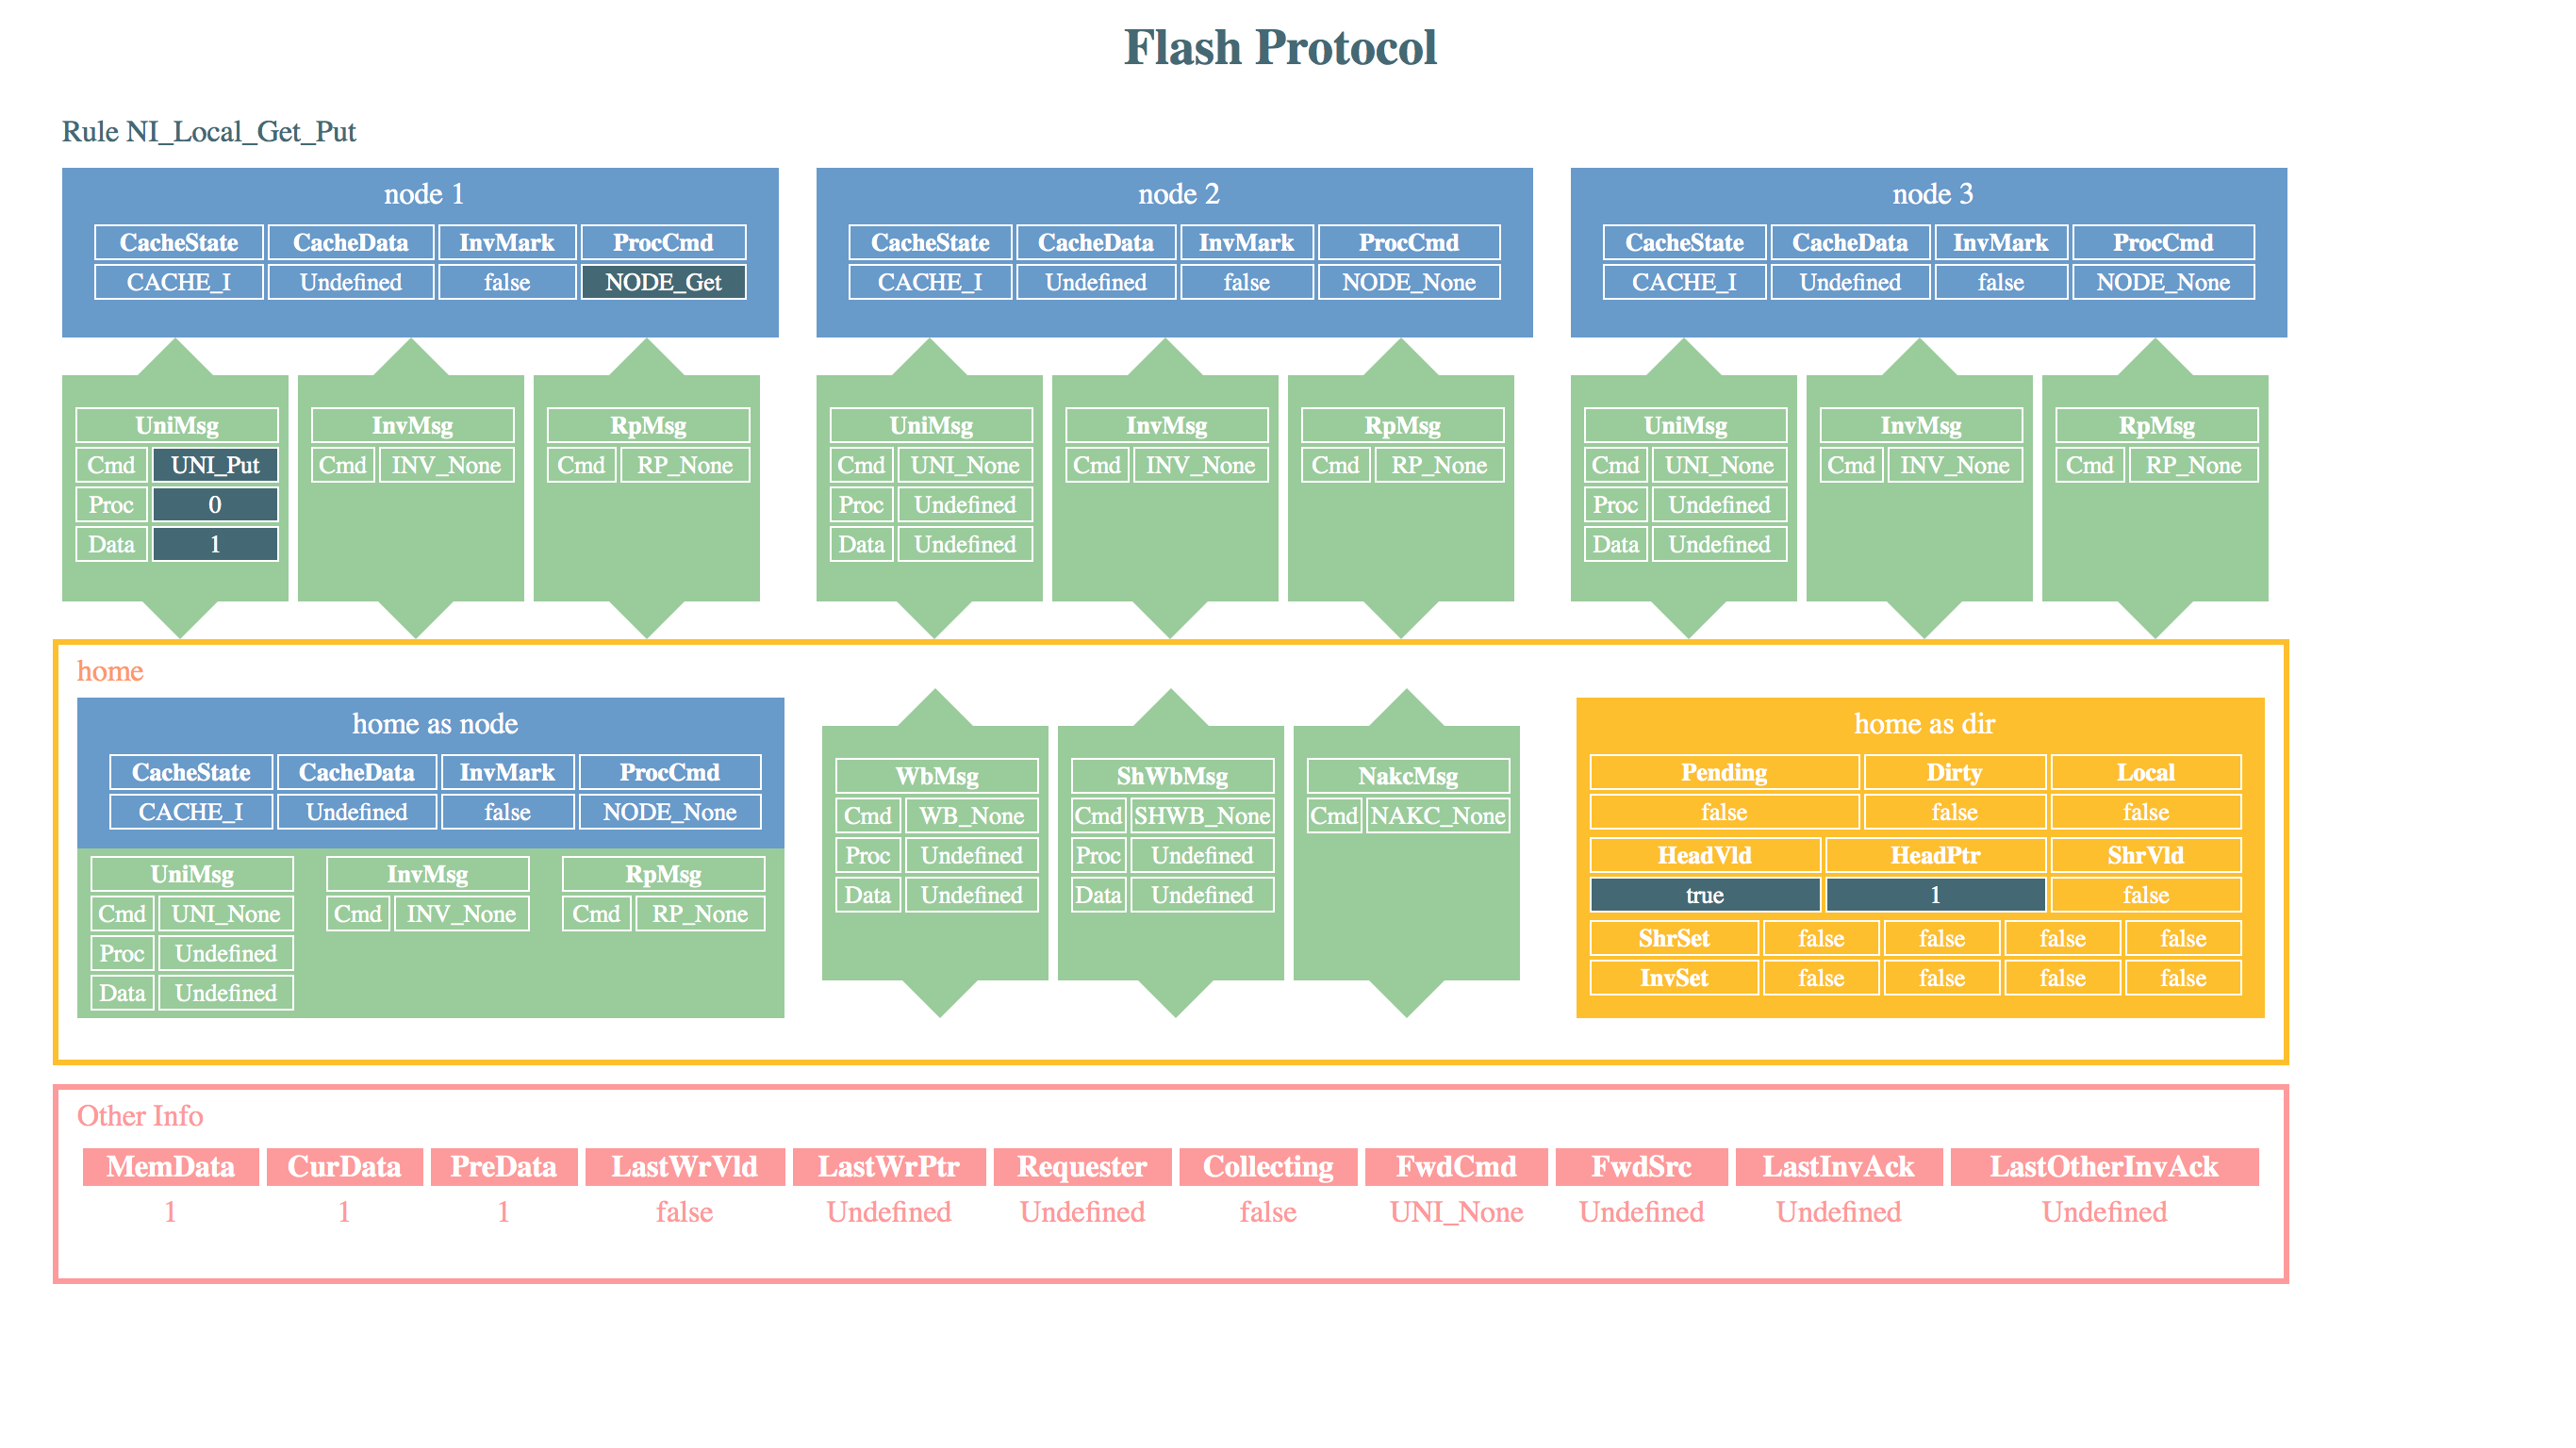 Flash Protocol
Rule NI_Local_Get_Put
node 1
CacheState CacheData InvMark ProcCmd
CACHE_I Undefined false NODE_Get
node 2
CacheState CacheData InvMark ProcCmd
CACHE_I Undefined false NODE_None
node 3
CacheState CacheData InvMark ProcCmd
CACHE_I Undefined false NODE_None
UniMsg
Cmd UNI_Put
Proc 0
Data 1
InvMsg
Cmd INV_None
RpMsg
Cmd RP_None
UniMsg
Cmd UNI_None
Proc Undefined
Data Undefined
InvMsg
Cmd INV_None
RpMsg
Cmd RP_None
UniMsg
Cmd UNI_None
Proc Undefined
Data Undefined
InvMsg
Cmd INV_None
RpMsg
Cmd RP_None
home
home as node
CacheState CacheData InvMark ProcCmd
CACHE_I Undefined false NODE_None
UniMsg
Cmd UNI_None
Proc Undefined
Data Undefined
InvMsg
Cmd INV_None
RpMsg
Cmd RP_None
WbMsg
Cmd WB_None
Proc Undefined
Data Undefined
ShWbMsg
Cmd SHWB_None
Proc Undefined
Data Undefined
NakcMsg
Cmd NAKC_None
home as dir
Pending Dirty Local
false false false
HeadVld HeadPtr ShrVld
true 1 false
ShrSet false false false false
InvSet false false false false
Other Info
MemData CurData PreData LastWrVld LastWrPtr Requester Collecting FwdCmd FwdSrc LastInvAck LastOtherInvAck
1 1 1 false Undefined Undefined false UNI_None Undefined Undefined Undefined